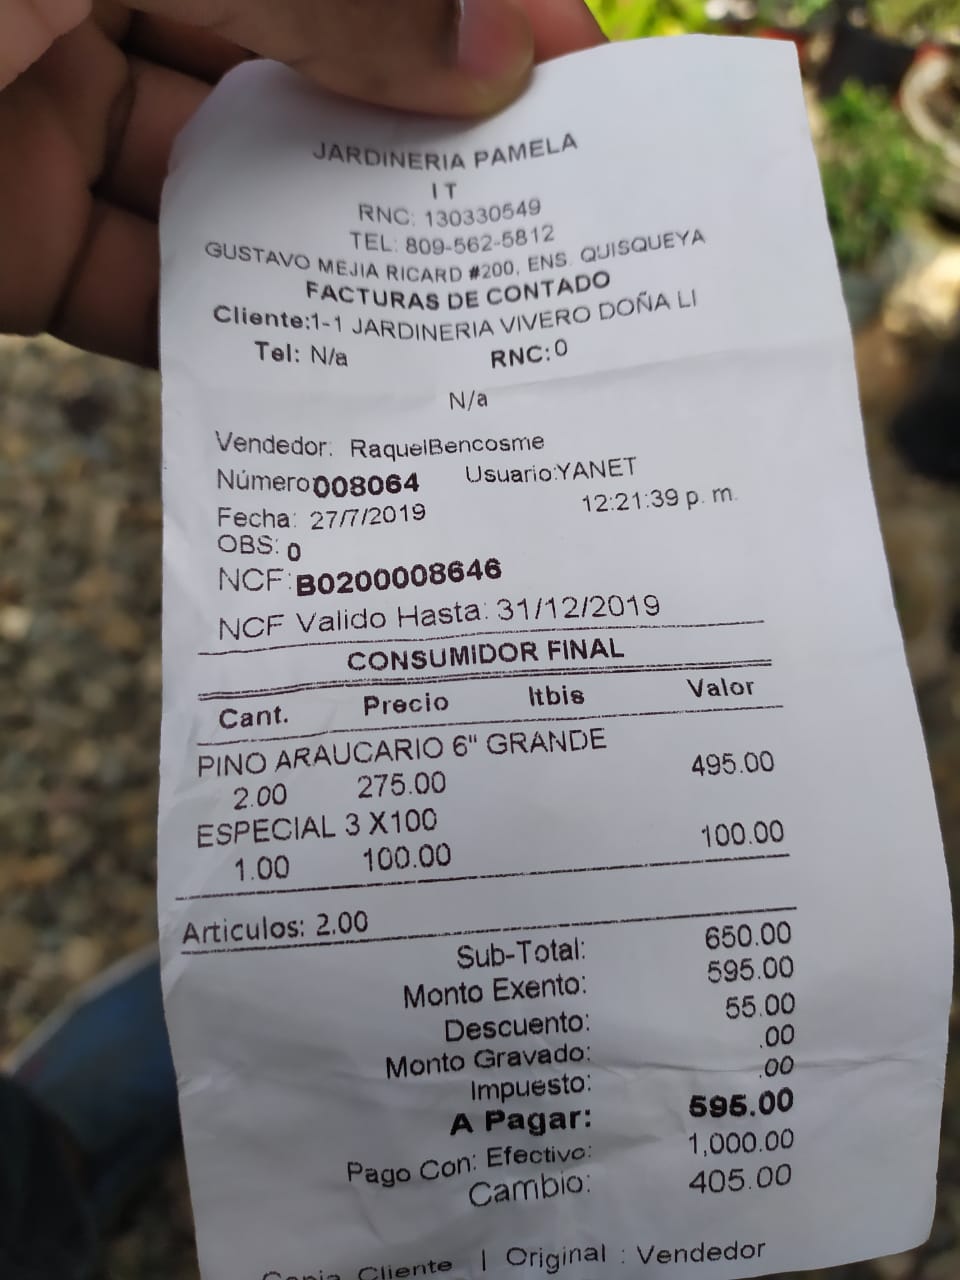 JARDINERIA PAMELA
I T
RNC: 130330549
TEL: 809-562-5812
GUSTAVO MEJIA RICARD #200, ENS. QUISQUEYA
FACTURAS DE CONTADO
Cliente:1-1 JARDINERIA VIVERO DOÑA LI
Tel: N/a RNC:0
N/a
Vendedor: RaquelBencosme
Número008064 Usuario:YANET
Fecha: 27/7/2019 12:21:39 p. m.
OBS: 0
NCF:B0200008646
NCF Valido Hasta: 31/12/2019
CONSUMIDOR FINAL
Cant. Precio Itbis Valor
PINO ARAUCARIO 6" GRANDE
2.00 275.00 495.00
ESPECIAL 3 X100
1.00 100.00 100.00
Articulos: 2.00
Sub-Total: 650.00
Monto Exento: 595.00
Descuento: 55.00
Monto Gravado: .00
Impuesto: .00
A Pagar: 595.00
Pago Con: Efectivo: 1,000.00
Cambio: 405.00
Copia Cliente | Original : Vendedor